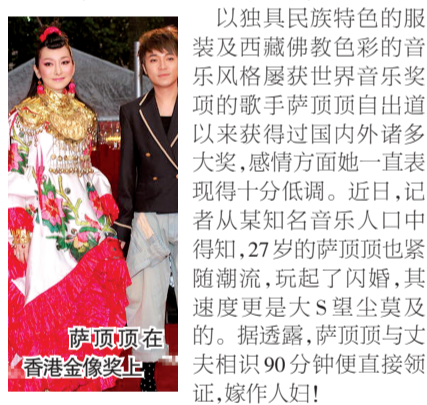 以独具民族特色的服
装及西藏佛教色彩的音
乐风格屡获世界音乐奖
项的歌手萨顶顶自出道
以来获得过国内外诸多
大奖,感情方面她一直表
现得十分低调。近日,记
者从某知名音乐人口中
得知,27岁的萨顶顶也紧
随潮流,玩起了闪婚,其
速度更是大S望尘莫及
的。据透露,萨顶顶与丈
夫相识90分钟便直接领
证,嫁作人妇!
萨顶顶在
香港金像奖上